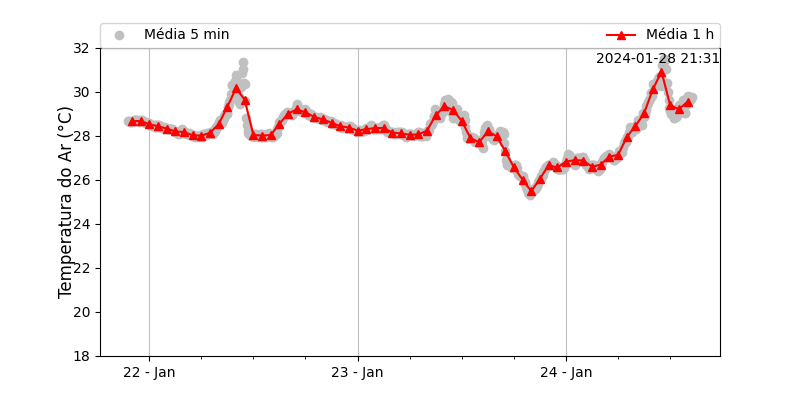 Média 5 min
Média 1 h
2024-01-28 21:31
Temperatura do Ar (°C)
32
30
28
26
24
22
20
18
22 - Jan
23 - Jan
24 - Jan